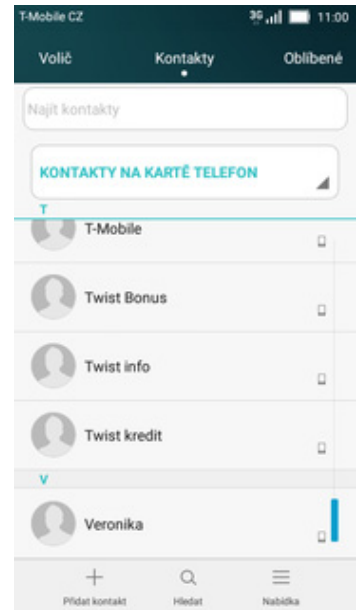 T-Mobile CZ 3G 11:00
Volič Kontakty Oblíbené
Najít kontakty
KONTAKTY NA KARTĚ TELEFON
T
T-Mobile
Twist Bonus
Twist info
Twist kredit
V
Veronika
Přidat kontakt Hledat Nabídka